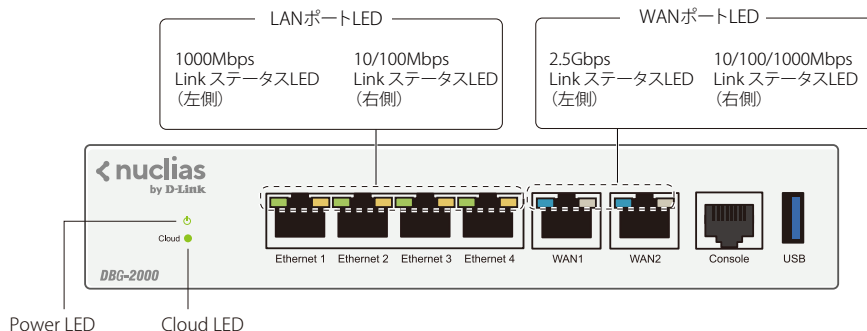 LANポートLED
1000Mbps
Link ステータスLED
（左側）
10/100Mbps
Link ステータスLED
（右側）
WANポートLED
2.5Gbps
Link ステータスLED
（左側）
10/100/1000Mbps
Link ステータスLED
（右側）
nuclias
by D-Link
Cloud
DBG-2000
Ethernet 1
Ethernet 2
Ethernet 3
Ethernet 4
WAN1
WAN2
Console
USB
Power LED
Cloud LED